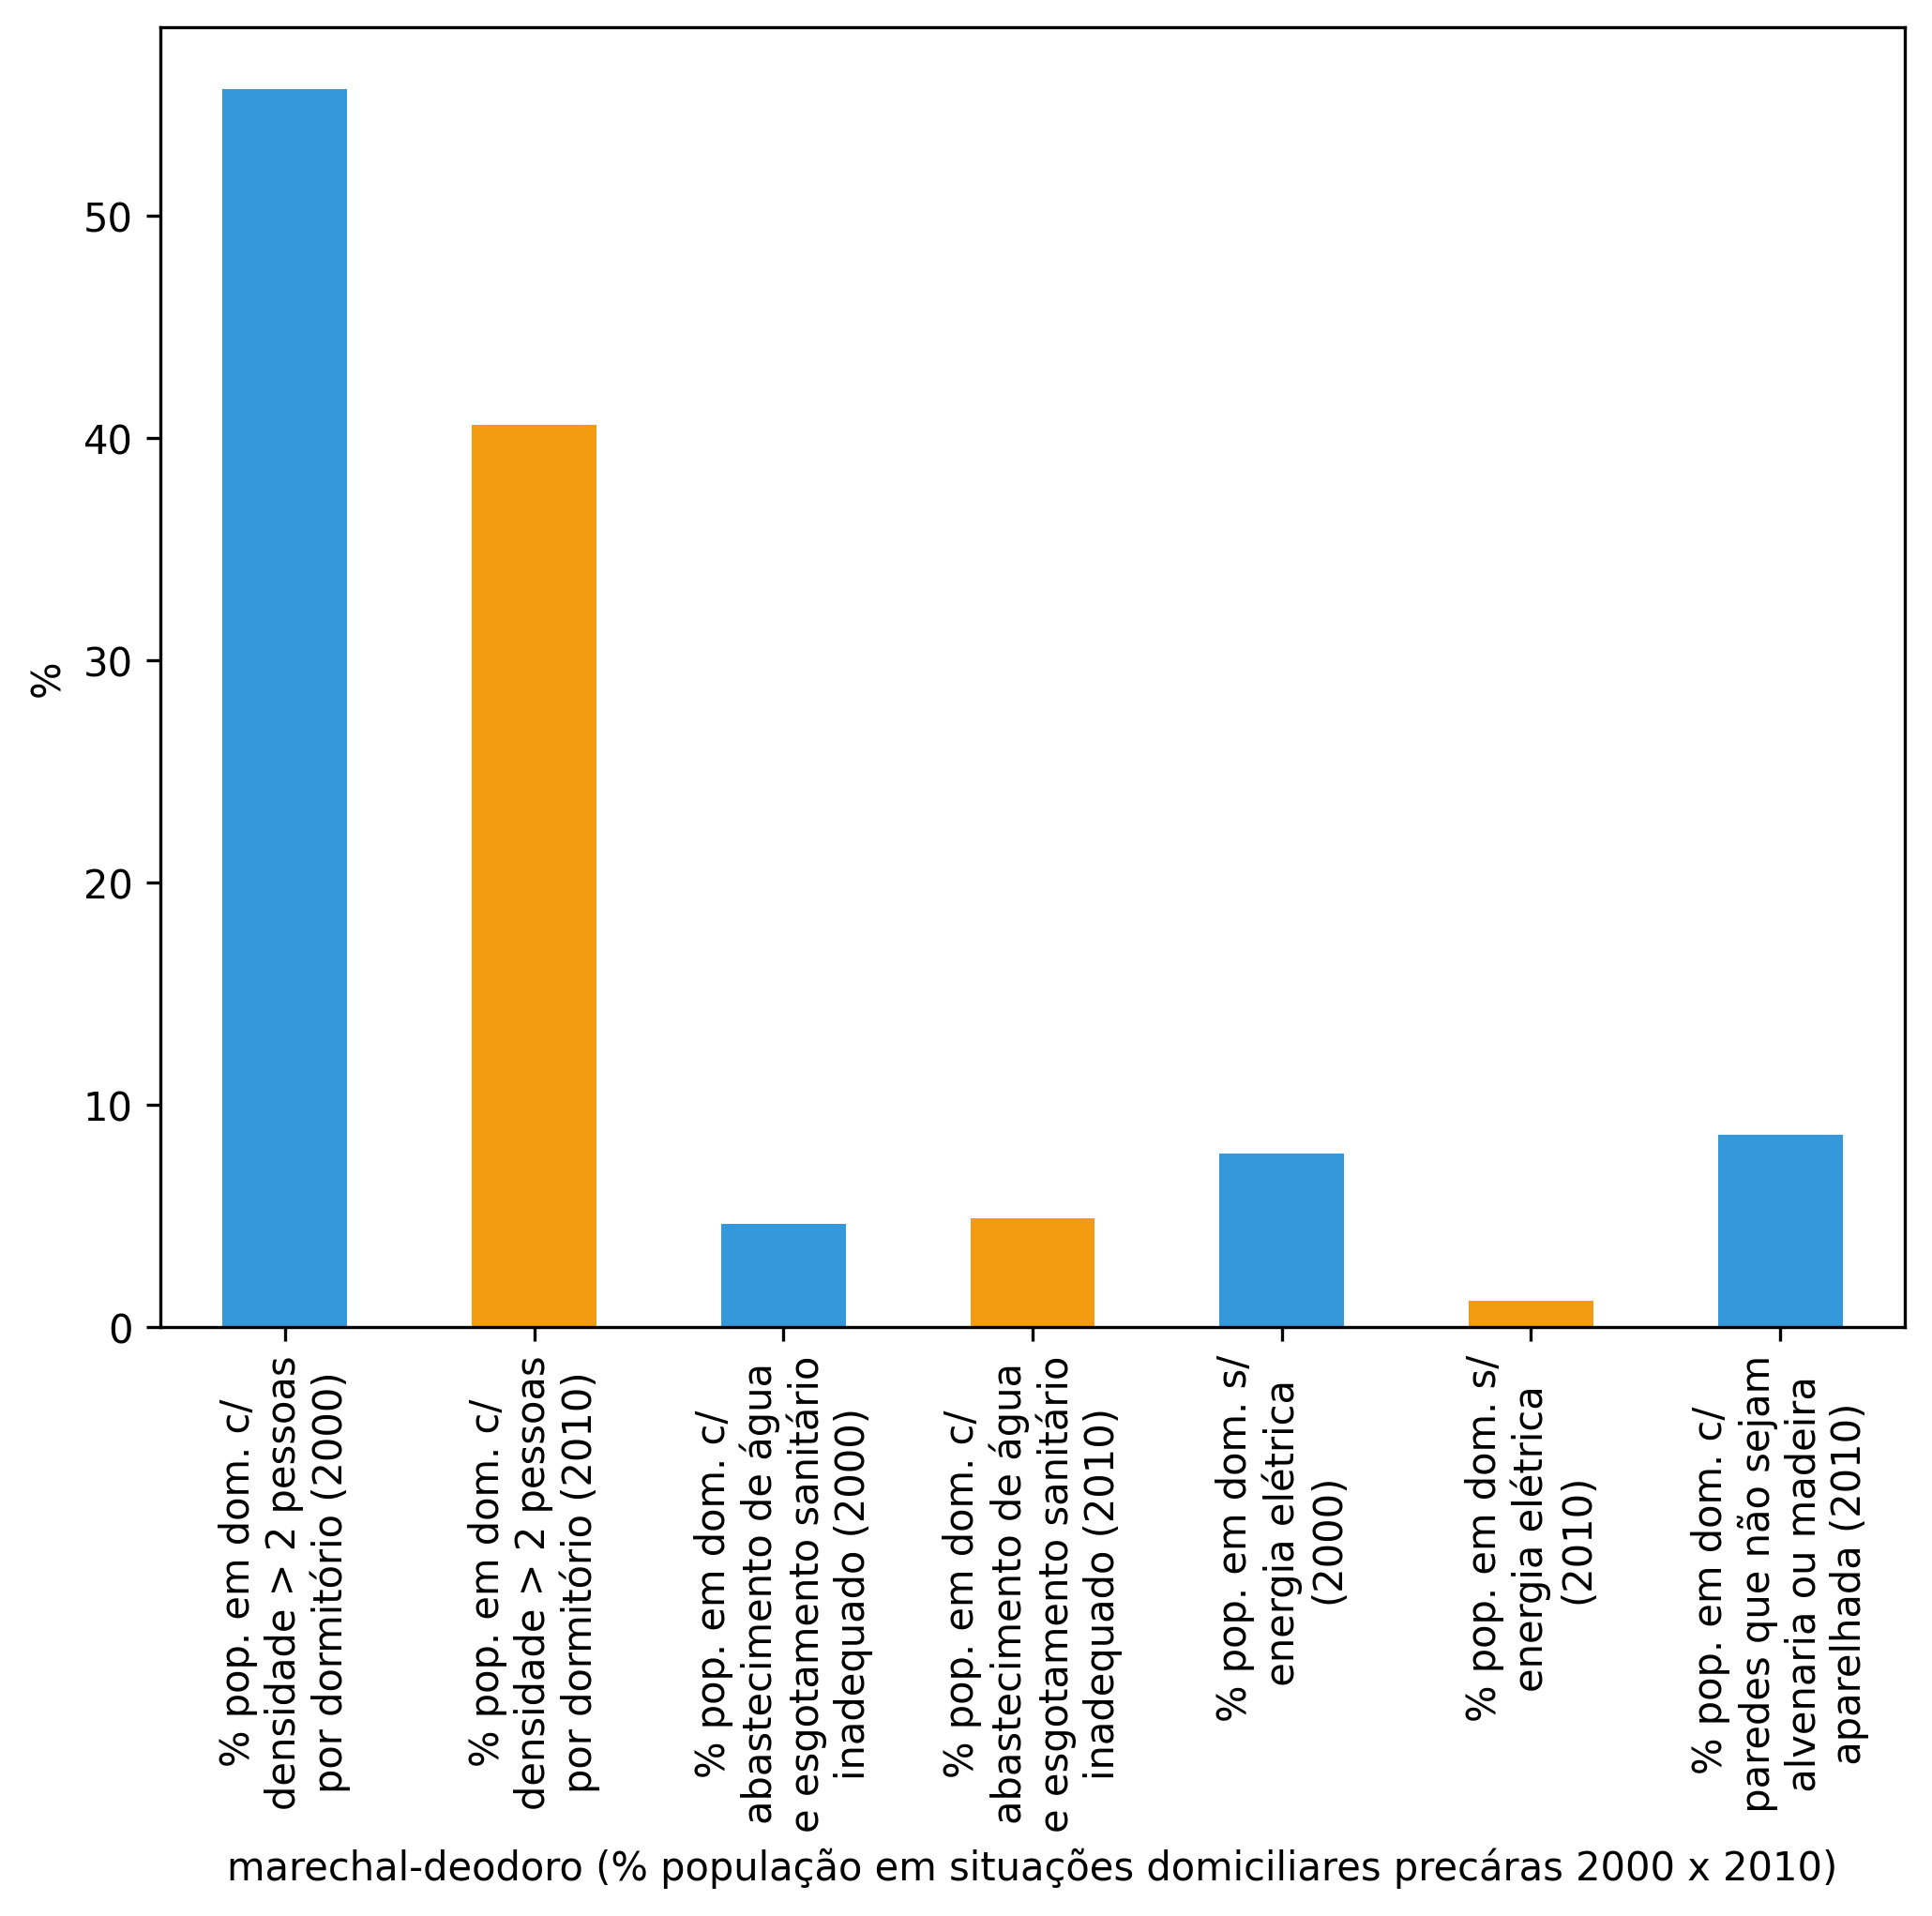 %
50
40
30
20
10
0
% pop. em dom. c/
densidade > 2 pessoas
por dormitório (2000)
% pop. em dom. c/
densidade > 2 pessoas
por dormitório (2010)
% pop. em dom. c/
abastecimento de água
e esgotamento sanitário
inadequado (2000)
% pop. em dom. c/
abastecimento de água
e esgotamento sanitário
inadequado (2010)
% pop. em dom. s/
energia elétrica
(2000)
% pop. em dom. s/
energia elétrica
(2010)
% pop. em dom. c/
paredes que não sejam
alvenaria ou madeira
aparelhada (2010)
marechal-deodoro (% população em situações domiciliares precáras 2000 x 2010)